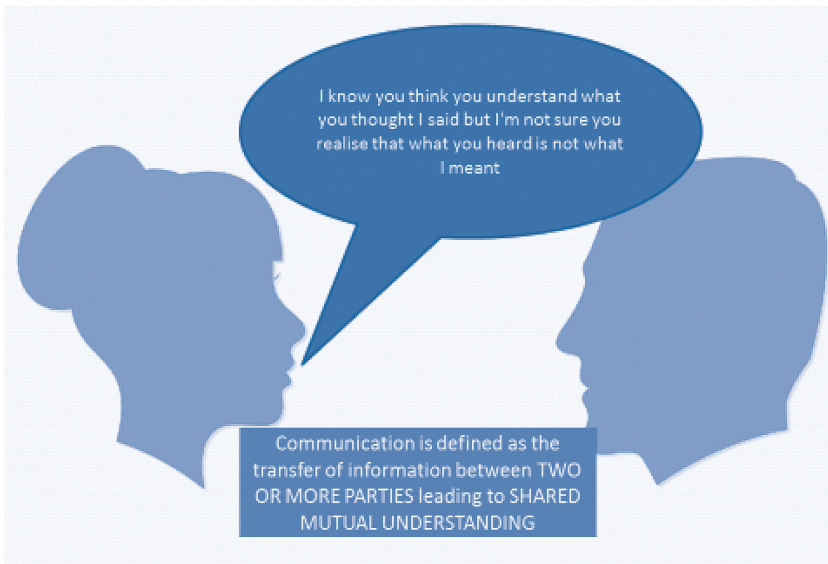 I know you think you understand what
you thought I said but I'm not sure you
realise that what you heard is not what
I meant
Communication is defined as the
transfer of information between TWO
OR MORE PARTIES leading to SHARED
MUTUAL UNDERSTANDING